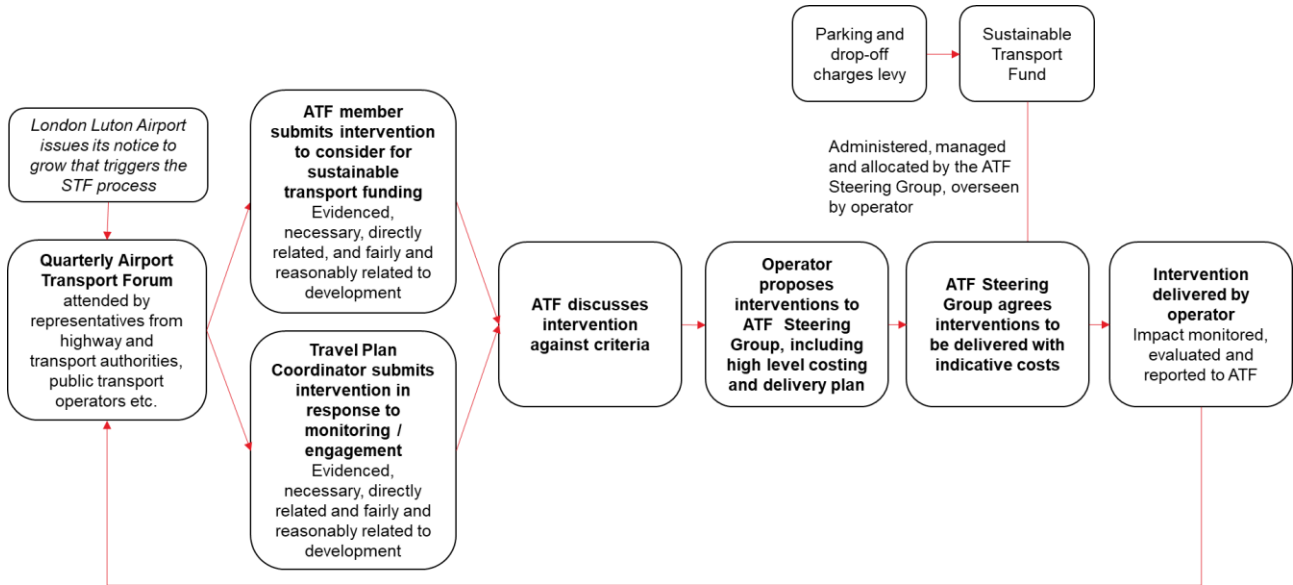 London Luton Airport
issues its notice to
grow that triggers the
STF process
Quarterly Airport
Transport Forum
attended by
representatives from
highway and
transport authorities,
public transport
operators etc.
ATF member
submits intervention
to consider for
sustainable
transport funding
Evidenced,
necessary, directly
related, and fairly and
reasonably related to
development
Travel Plan
Coordinator submits
intervention in
response to
monitoring /
engagement
Evidenced,
necessary, directly
related and fairly and
reasonably related to
development
ATF discusses
intervention
against criteria
Operator
proposes
interventions to
ATF Steering
Group, including
high level costing
and delivery plan
Parking and
drop-off
charges levy
Sustainable
Transport
Fund
Administered, managed
and allocated by the ATF
Steering Group, overseen
by operator
ATF Steering
Group agrees
interventions to
be delivered with
indicative costs
Intervention
delivered by
operator
Impact monitored,
evaluated and
reported to ATF